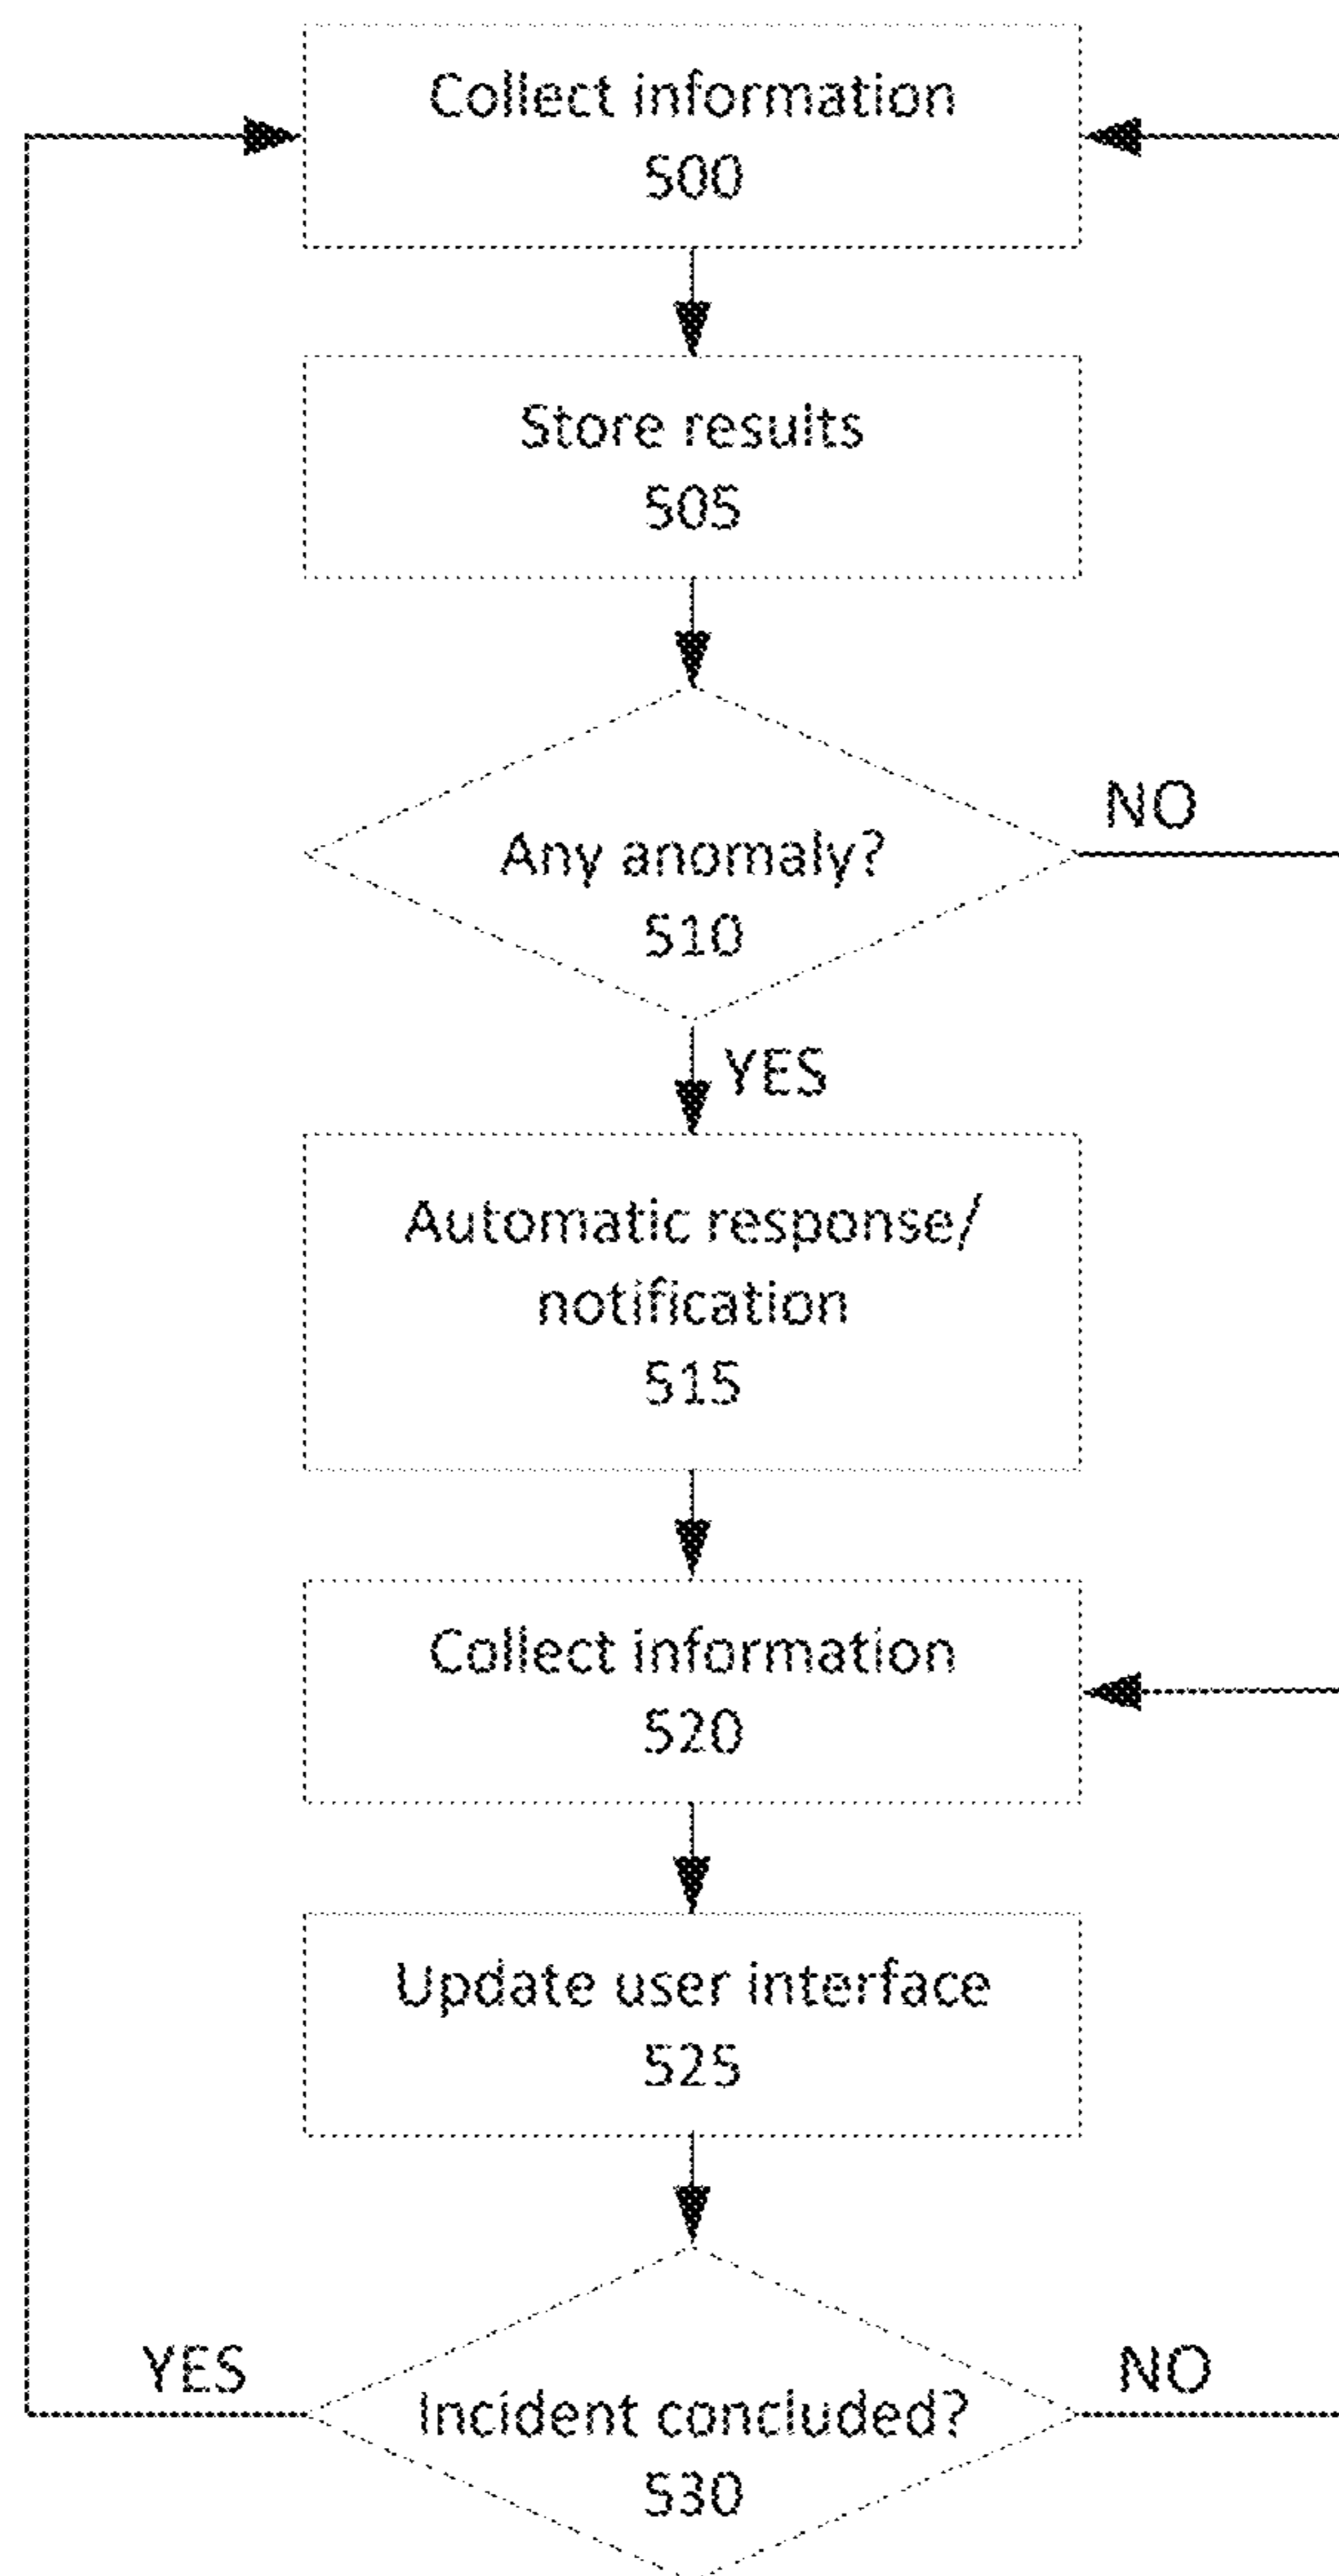 Collect information
500
Store results
505
Any anomaly?
510
NO
YES
Automatic response/
notification
515
Collect information
520
Update user interface
525
Incident concluded?
530
YES
NO